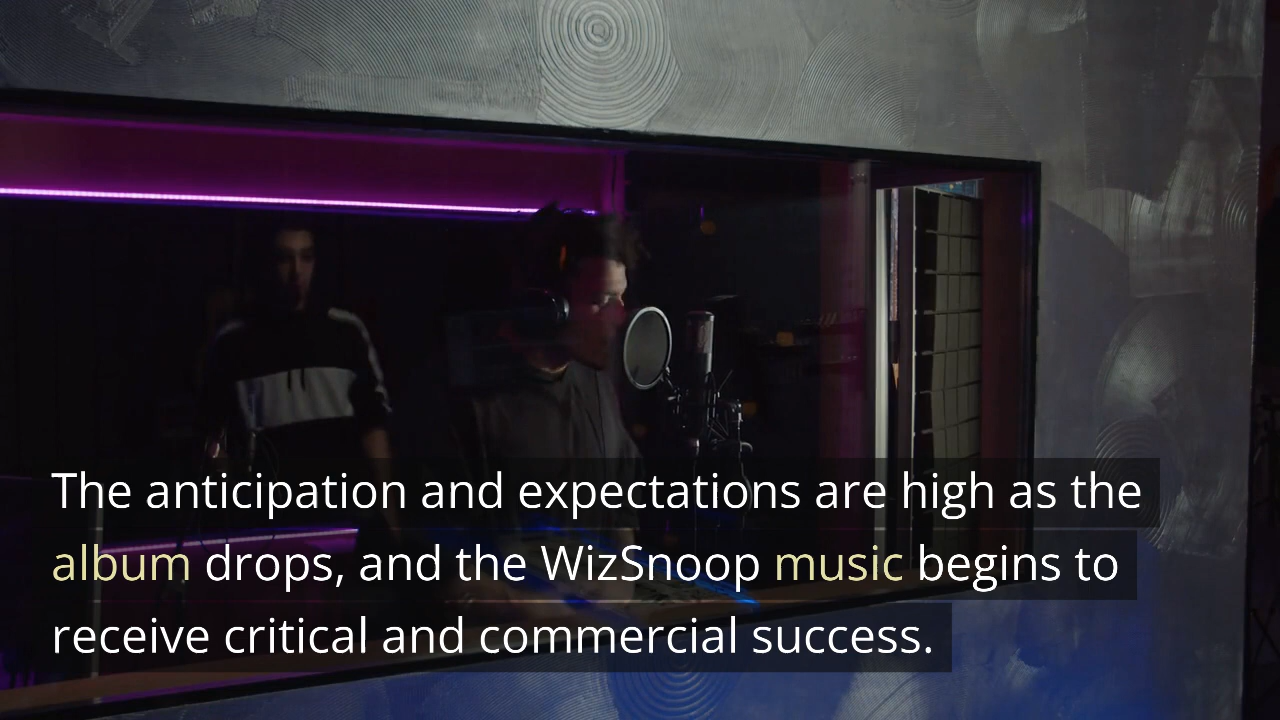 The anticipation and expectations are high as the
album drops, and the WizSnoop music begins to
receive critical and commercial success.